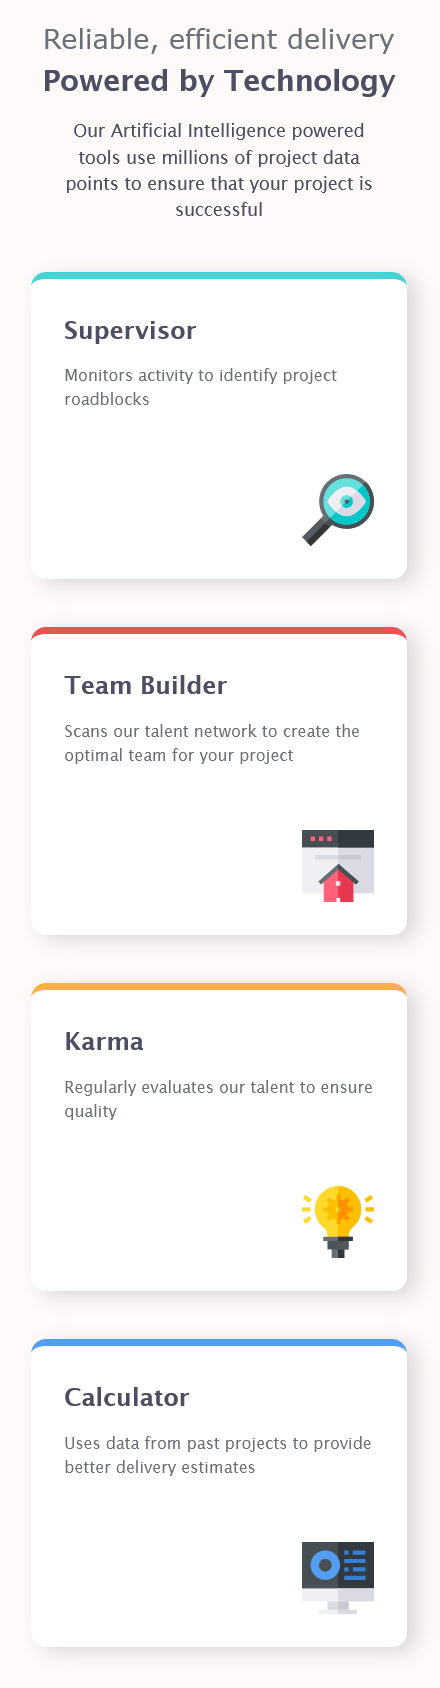 Reliable, efficient delivery
Powered by Technology
Our Artificial Intelligence powered
tools use millions of project data
points to ensure that your project is
successful
Supervisor
Monitors activity to identify project
roadblocks
Team Builder
Scans our talent network to create the
optimal team for your project
Karma
Regularly evaluates our talent to ensure
quality
Calculator
Uses data from past projects to provide
better delivery estimates